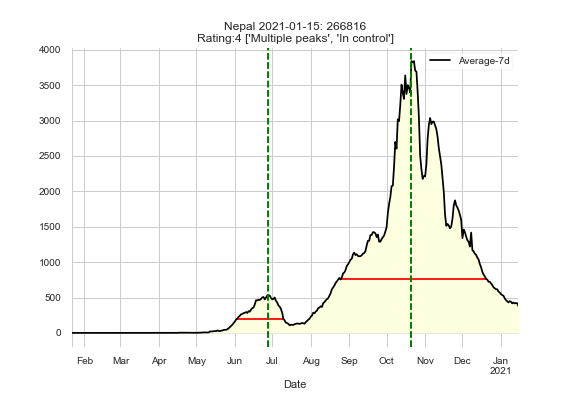 Nepal 2021-01-15: 266816
Rating:4 ['Multiple peaks', 'In control']
Average-7d
4000
3500
3000
2500
2000
1500
1000
500
0
Feb Mar Apr May Jun Jul Aug Sep Oct Nov Dec Jan
2021
Date